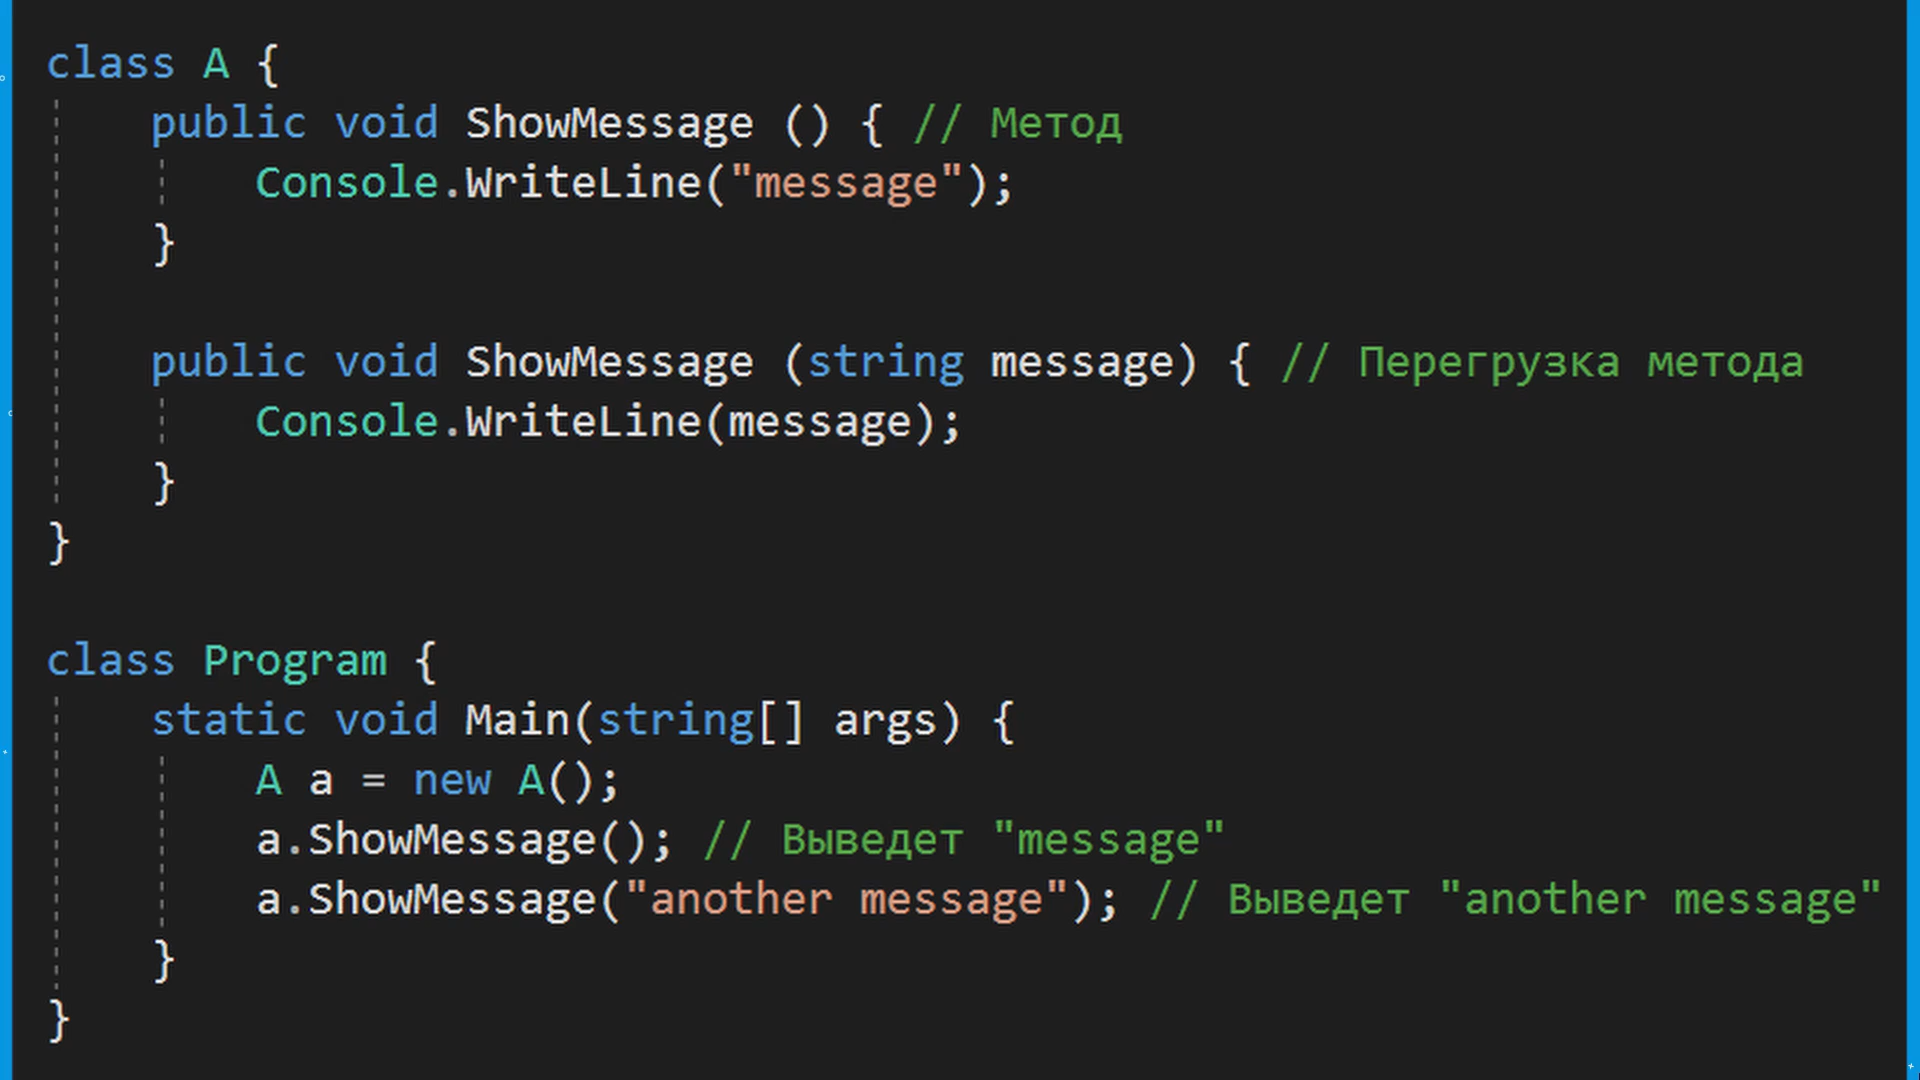 class A {
public void ShowMessage () { // Метод
Console.WriteLine("message");
}
public void ShowMessage (string message) { // Перегрузка метода
Console.WriteLine(message);
}
}
class Program {
static void Main(string[] args) {
A a = new A();
a.ShowMessage(); // Выведет "message"
a.ShowMessage("another message"); // Выведет "another message"
}
}